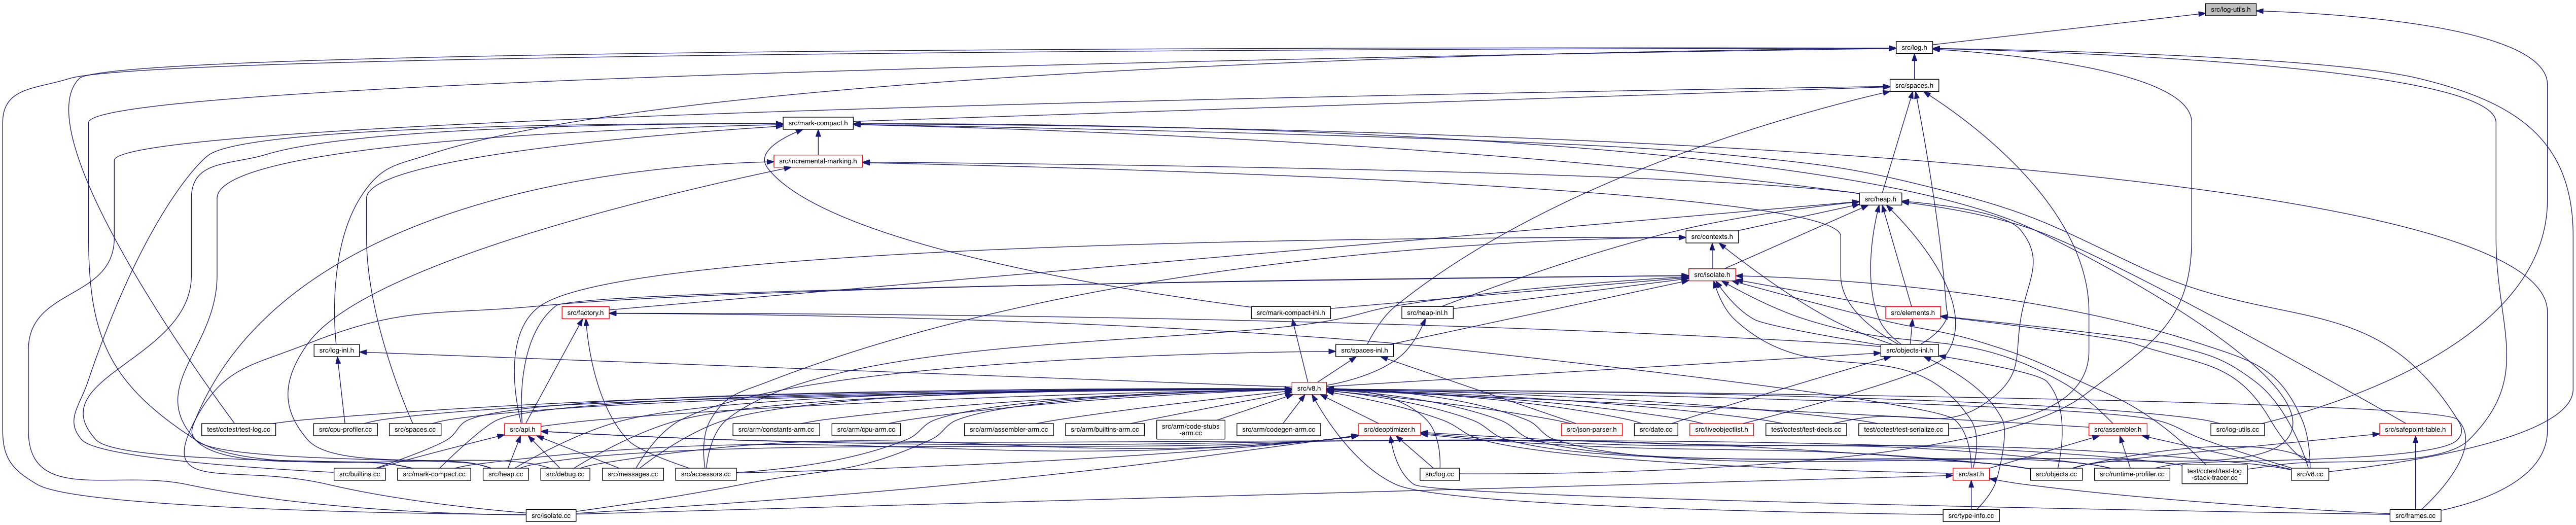 src/log-utils.h
src/log.h
src/spaces.h
src/mark-compact.h
src/incremental-marking.h
src/heap.h
src/contexts.h
src/isolate.h
src/factory.h
src/mark-compact-inl.h
src/heap-inl.h
src/elements.h
src/log-inl.h
src/spaces-inl.h
src/objects-inl.h
src/v8.h
test/cctest/test-log.cc
src/cpu-profiler.cc
src/spaces.cc
src/api.h
src/arm/constants-arm.cc
src/arm/cpu-arm.cc
src/arm/assembler-arm.cc
src/arm/builtins-arm.cc
src/arm/code-stubs
-arm.cc
src/arm/codegen-arm.cc
src/deoptimizer.h
src/json-parser.h
src/date.cc
src/liveobjectlist.h
test/cctest/test-decls.cc
test/cctest/test-serialize.cc
src/assembler.h
src/log-utils.cc
src/safepoint-table.h
src/builtins.cc
src/mark-compact.cc
src/heap.cc
src/debug.cc
src/messages.cc
src/accessors.cc
src/log.cc
src/ast.h
src/objects.cc
src/runtime-profiler.cc
test/cctest/test-log
-stack-tracer.cc
src/v8.cc
src/isolate.cc
src/type-info.cc
src/frames.cc